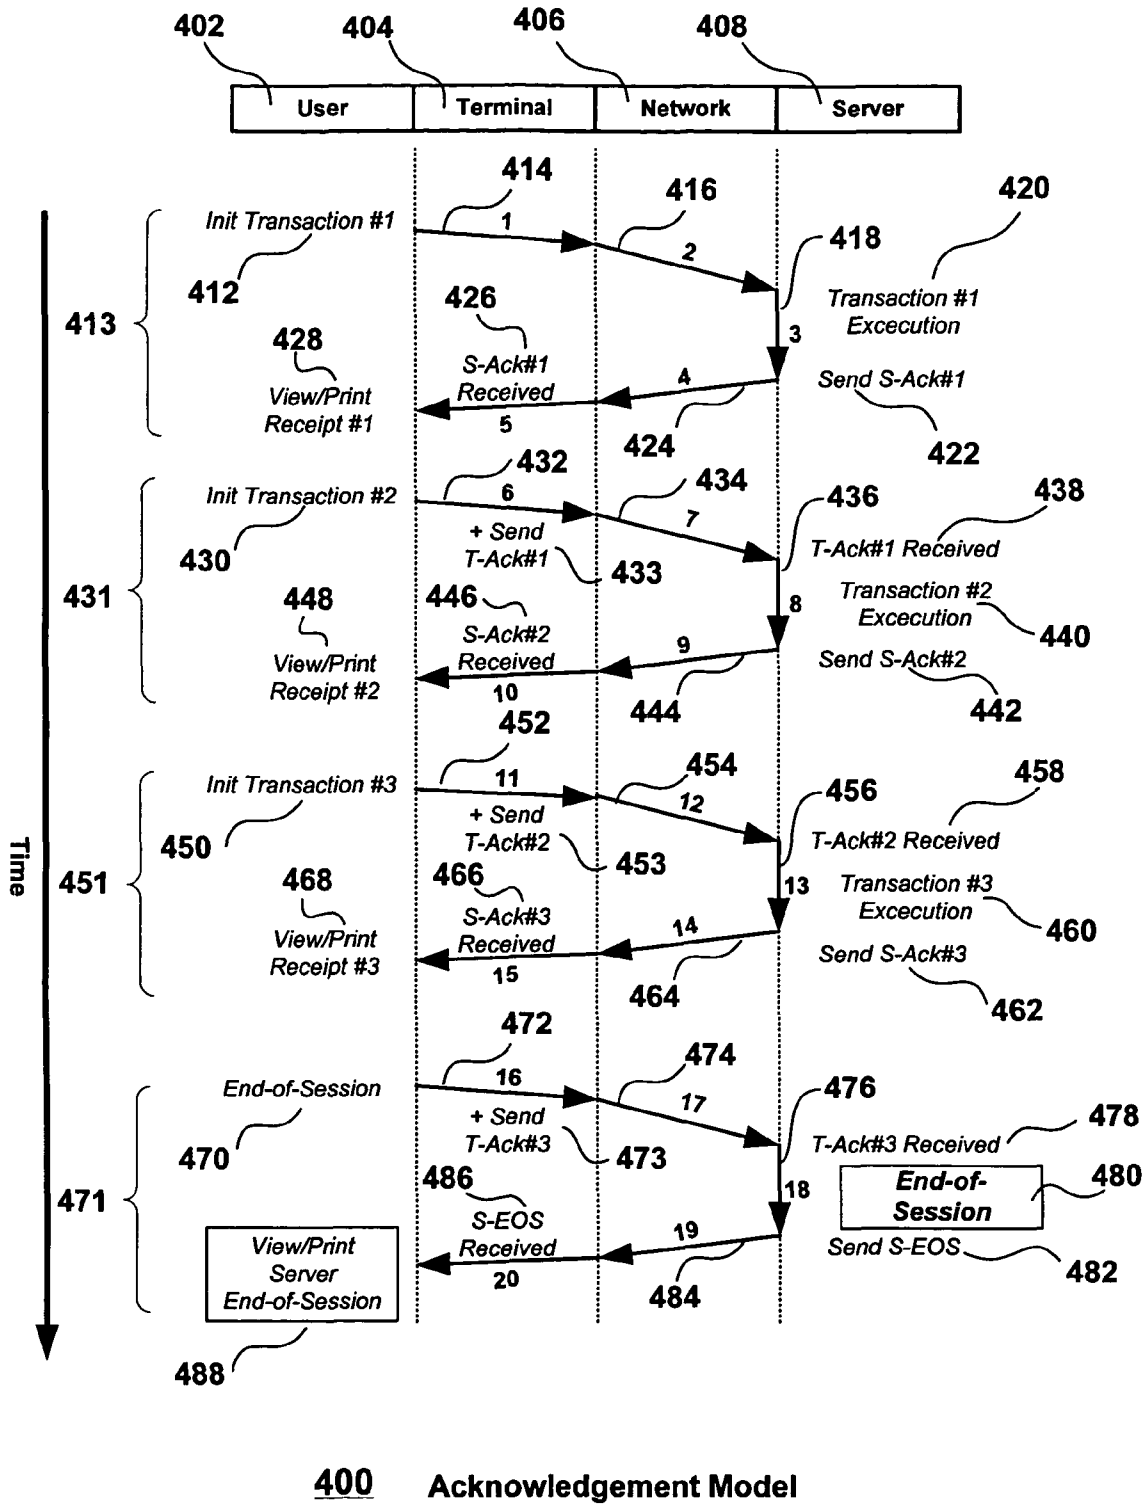 402
404
406
408
User
Terminal
Network
Server
414
416
420
Init Transaction #1
1
2
418
412
426
Transaction #1
Excecution
413
428
S-Ack#1
Received
3
View/Print
Receipt #1
4
Send S-Ack#1
5
424
422
432
434
436
438
Init Transaction #2
6
7
+ Send
T-Ack#1
T-Ack#1 Received
430
433
431
448
446
Transaction #2
Excecution
8
440
S-Ack#2
Received
View/Print
Receipt #2
9
Send S-Ack#2
10
444
442
452
454
456
458
Init Transaction #3
11
12
+ Send
T-Ack#2
T-Ack#2 Received
450
453
Time
451
468
466
Transaction #3
Excecution
13
460
S-Ack#3
Received
View/Print
Receipt #3
14
Send S-Ack#3
15
464
462
472
474
476
478
End-of-Session
16
17
+ Send
T-Ack#3
T-Ack#3 Received
470
473
471
486
End-of-
Session
480
18
S-EOS
Received
View/Print
Server
End-of-Session
19
Send S-EOS
20
484
482
488
400 Acknowledgement Model